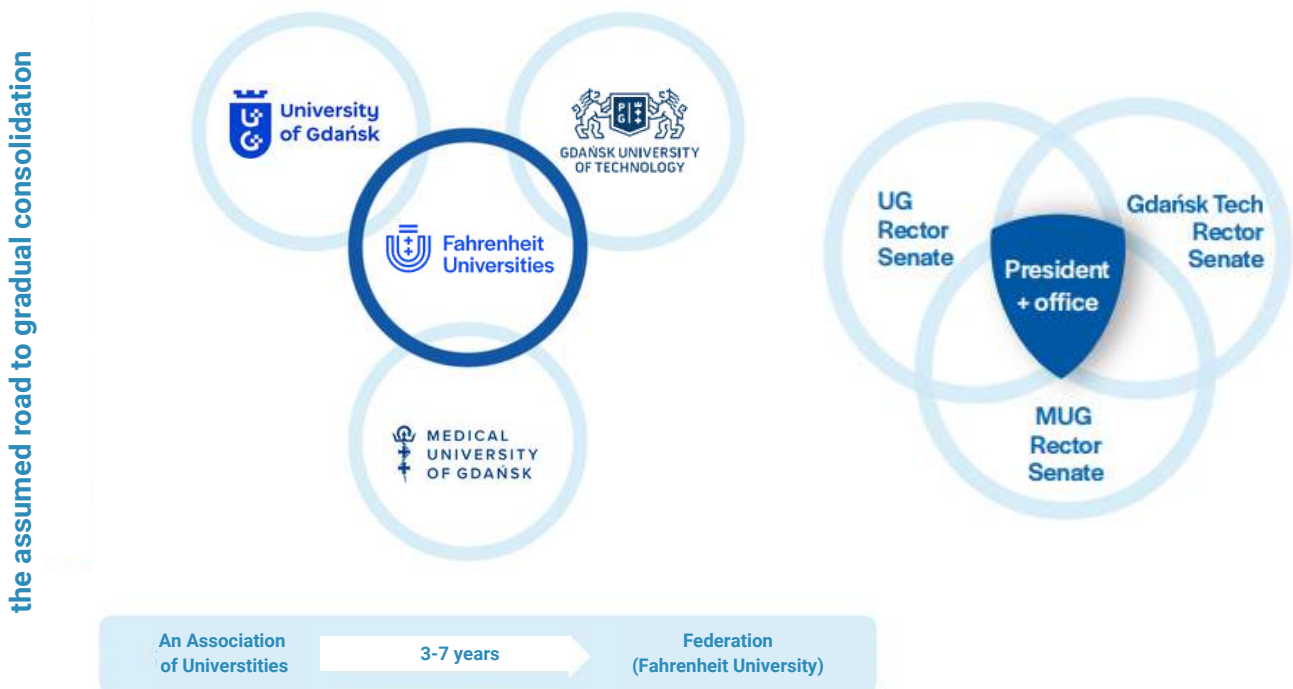 the assumed road to gradual consolidation
University
of Gdańsk
P G
GDAŃSK UNIVERSITY
OF TECHNOLOGY
Fahrenheit
Universities
MEDICAL
UNIVERSITY
OF GDAŃSK
UG
Rector
Senate
Gdańsk Tech
Rector
Senate
President
+ office
MUG
Rector
Senate
An Association
of Universtities
3-7 years
Federation
(Fahrenheit University)